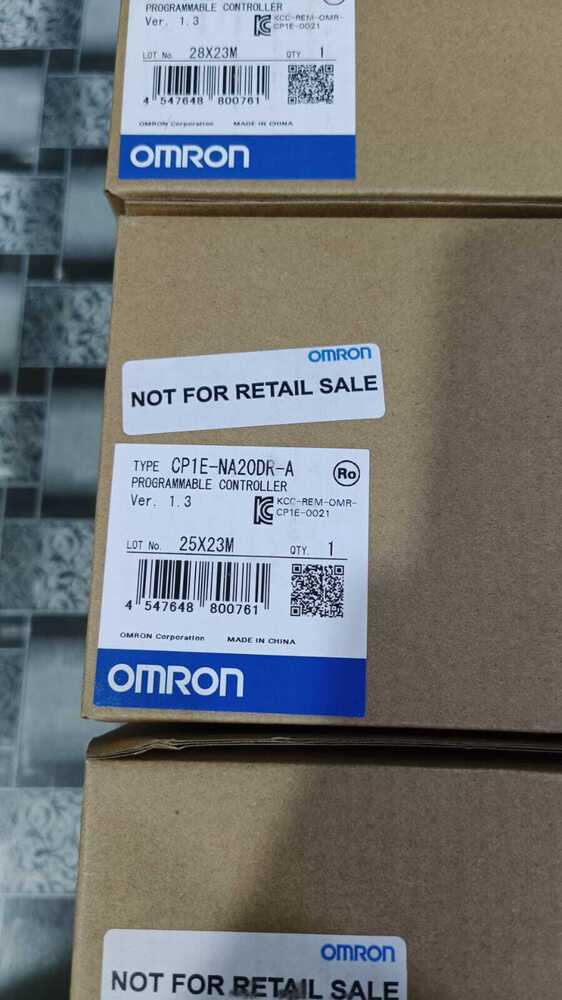 PROGRAMMABLE CONTROLLER
Ver. 1.3
KCC-REM-OMR-
CP1E-0021
LOT No. 28X23M QTY. 1
4 547648 800761
OMRON Corporation MADE IN CHINA
OMRON
OMRON
NOT FOR RETAIL SALE
TYPE CP1E-NA20DR-A
Ro
PROGRAMMABLE CONTROLLER
Ver. 1.3
KCC-REM-OMR-
CP1E-0021
LOT No. 25X23M QTY. 1
4 547648 800761
OMRON Corporation MADE IN CHINA
OMRON
OMRON
NOT FOR RETAIL SALE